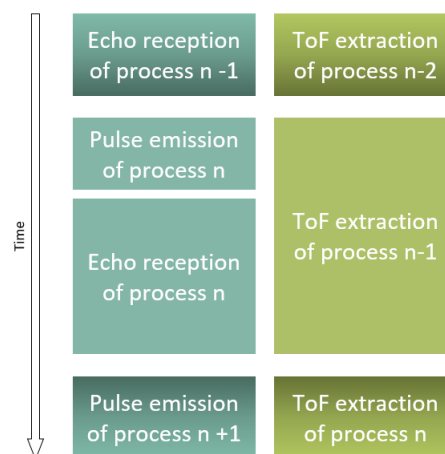 Echo reception
of process n -1
ToF extraction
of process n-2
Pulse emission
of process n
ToF extraction
of process n-1
Echo reception
of process n
Pulse emission
of process n +1
ToF extraction
of process n
Time